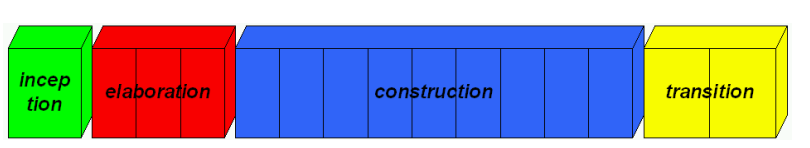 incep
tion
elaboration
construction
transition